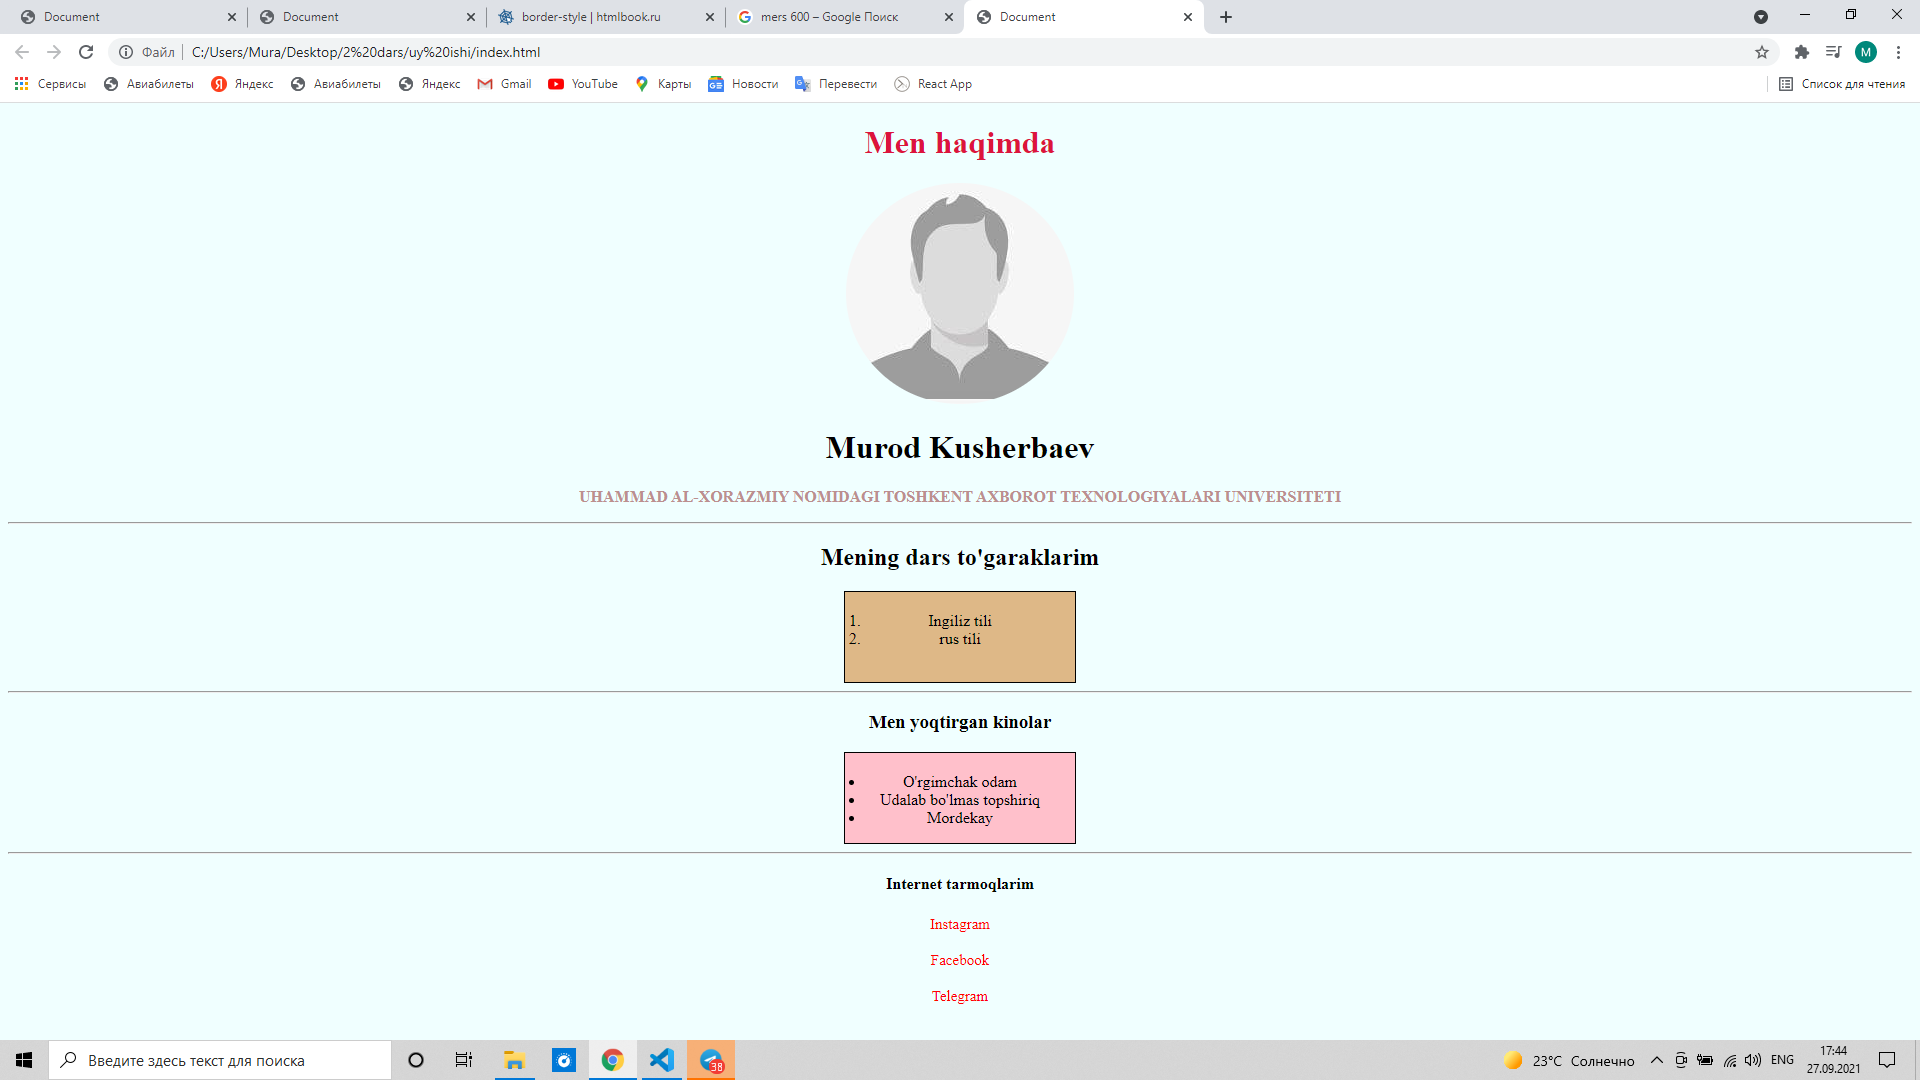 Document
Document
border-style | htmlbook.ru
mers 600 – Google Поиск
Document
Файл
C:/Users/Mura/Desktop/2%20dars/uy%20ishi/index.html
M
Сервисы
Авиабилеты
Яндекс
Авиабилеты
Яндекс
Gmail
YouTube
Карты
Новости
Перевести
React App
Список для чтения
Men haqimda
Murod Kusherbaev
UHAMMAD AL-XORAZMIY NOMIDAGI TOSHKENT AXBOROT TEXNOLOGIYALARI UNIVERSITETI
Mening dars to'garaklarim
1. Ingiliz tili
2. rus tili
Men yoqtirgan kinolar
• O'rgimchak odam
• Udalab bo'lmas topshiriq
• Mordekay
Internet tarmoqlarim
Instagram
Facebook
Telegram
Введите здесь текст для поиска
38
23°C Солнечно
ENG
17:44
27.09.2021